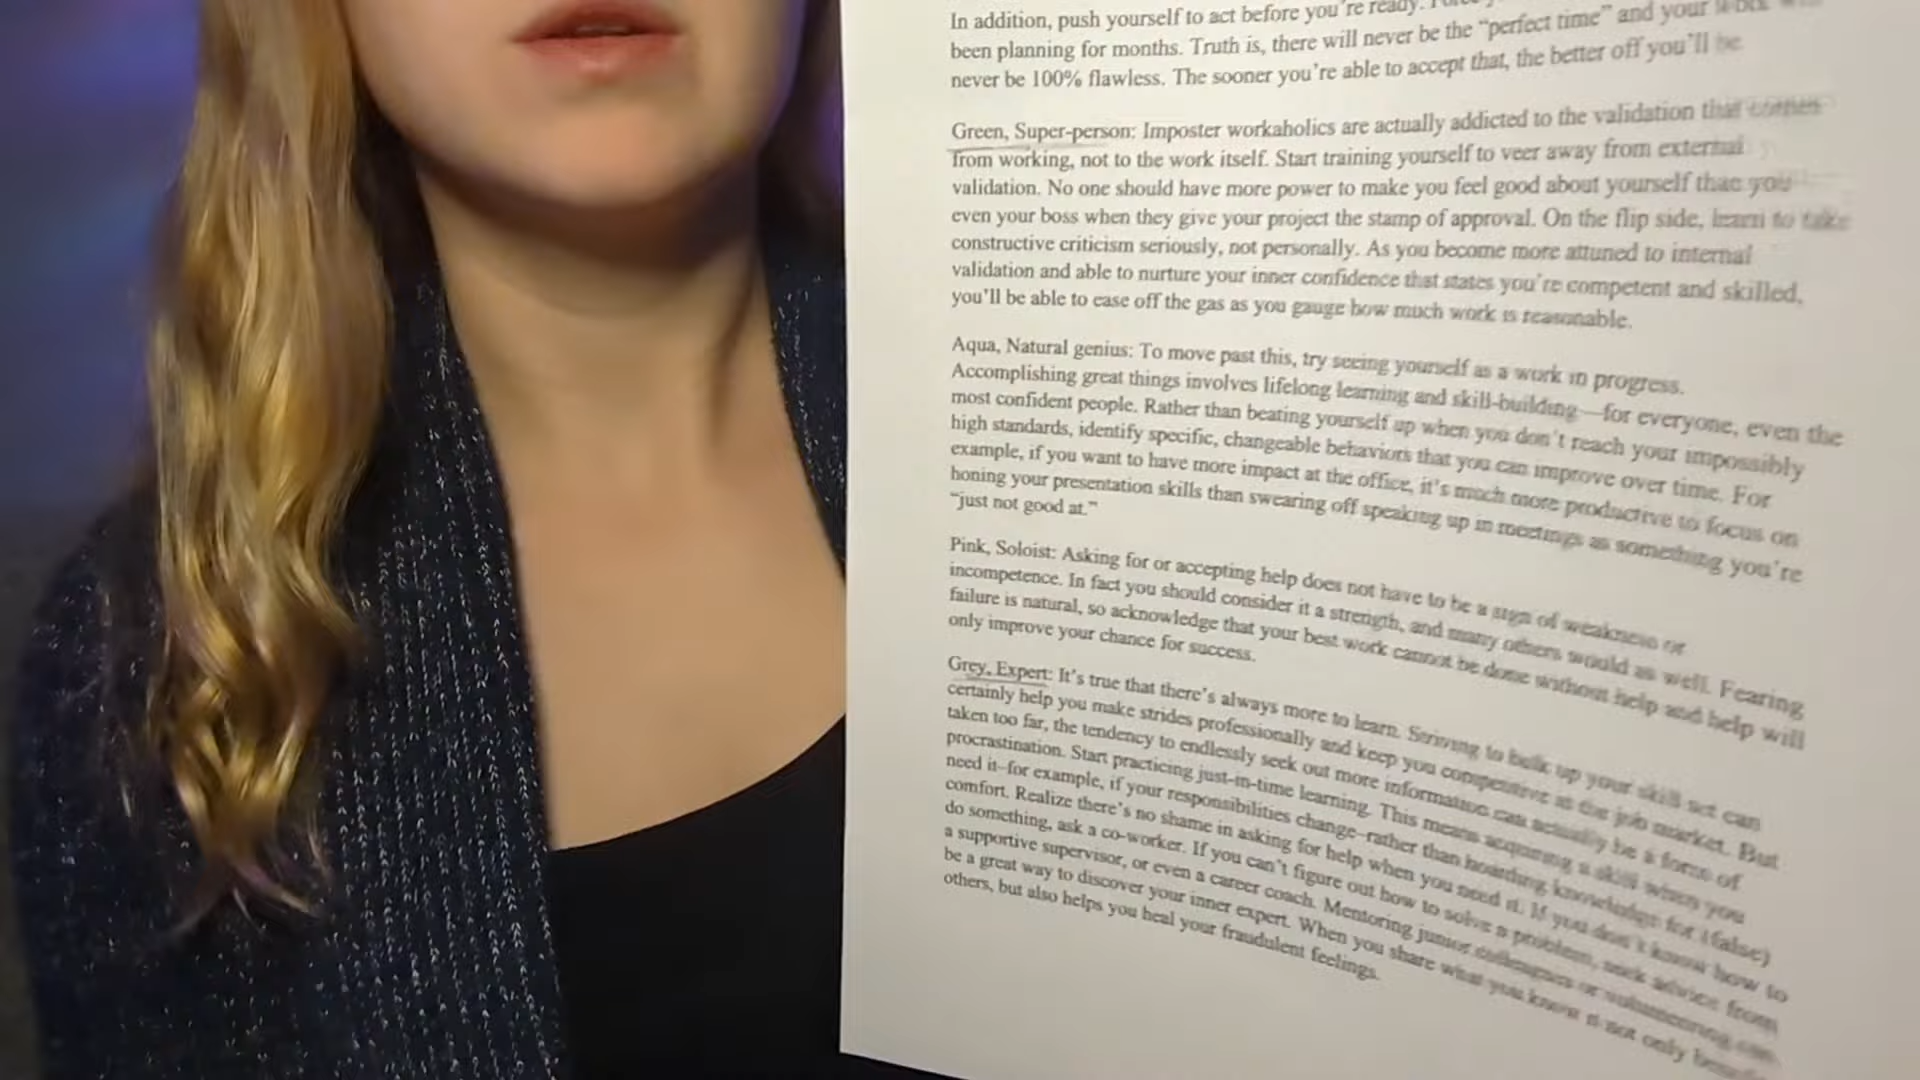 In addition, push yourself to act before you're ready.
been planning for months. Truth is, there will never be the “perfect time” and your
never be 100% flawless. The sooner you're able to accept that, the better off you'll be
Green, Super-person: Imposter workaholics are actually addicted to the validation that comes
from working, not to the work itself. Start training yourself to veer away from external
validation. No one should have more power to make you feel good about yourself than you
even your boss when they give your project the stamp of approval. On the flip side, learn to take
constructive criticism seriously, not personally. As you become more attuned to internal
validation and able to nurture your inner confidence that states you're competent and skilled,
you'll be able to ease off the gas as you gauge how much work is reasonable.
Aqua, Natural genius: To move past this, try seeing yourself as a work in progress.
Accomplishing great things involves lifelong learning and skill-building—for everyone, even the
most confident people. Rather than beating yourself up when you don't reach your impossibly
high standards, identify specific, changeable behaviors that you can improve over time. For
example, if you want to have more impact at the office, it's much more productive to focus on
honing your presentation skills than swearing off speaking up in meetings as something you're
“just not good at.”
Pink, Soloist: Asking for or accepting help does not have to be a sign of weakness or
incompetence. In fact you should consider it a strength, and many others would as well. Fearing
failure is natural, so acknowledge that your best work cannot be done without help and help will
only improve your chance for success.
Grey, Expert: It's true that there's always more to learn. Striving to bulk up your skill set can
certainly help you make strides professionally and keep you competitive in the job market. But
taken too far, the tendency to endlessly seek out more information can actually be a form of
procrastination. Start practicing just-in-time learning. This means acquiring a skill when you
need it–for example, if your responsibilities change–rather than hoarding knowledge for (false)
comfort. Realize there's no shame in asking for help when you need it. If you don't know how to
do something, ask a co-worker. If you can't figure out how to solve a problem, seek advice from
a supportive supervisor, or even a career coach. Mentoring junior colleagues or volunteering can
be a great way to discover your inner expert. When you share what you know it not only
others, but also helps you heal your fraudulent feelings.